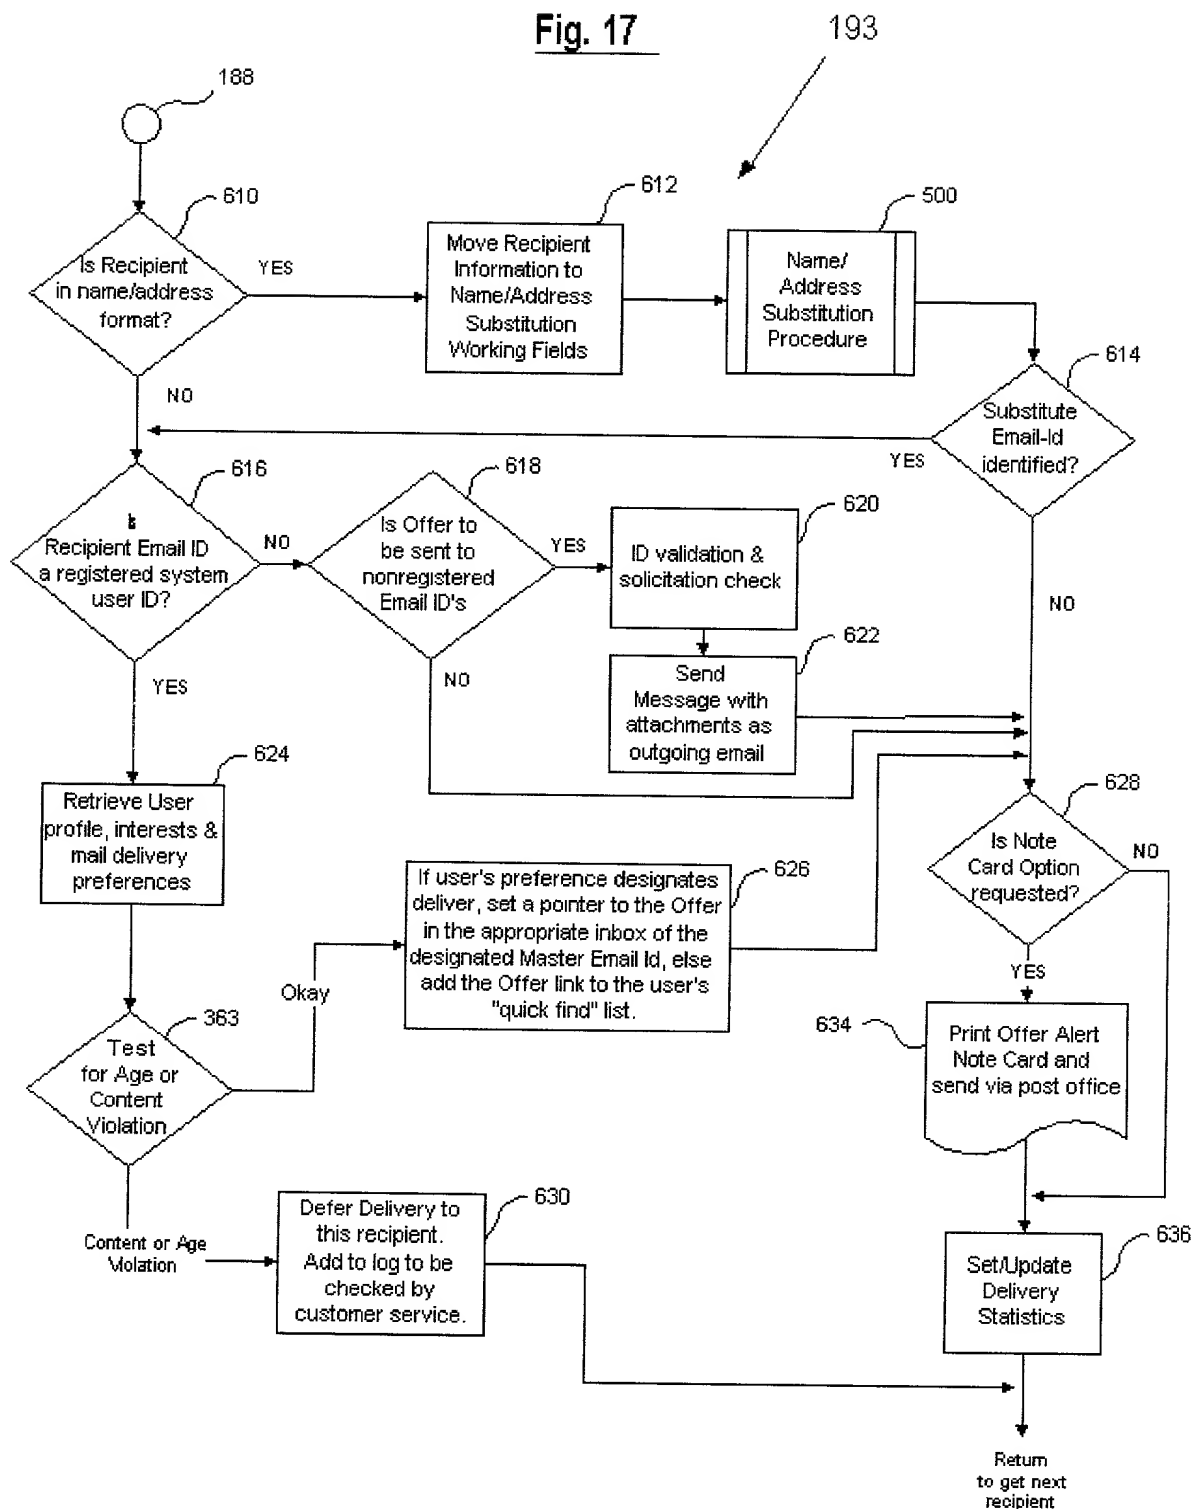 Fig. 17
193
188
610
Is Recipient
in name/address
format?
YES
NO
612
Move Recipient
Information to
Name/Address
Substitution
Working Fields
500
Name/
Address
Substitution
Procedure
614
Substitute
Email-Id
identified?
YES
NO
616
Is
Recipient Email ID
a registered system
user ID?
NO
YES
618
Is Offer to
be sent to
nonregistered
Email ID's
YES
NO
620
ID validation &
solicitation check
622
Send
Message with
attachments as
outgoing email
624
Retrieve User
profile, interests &
mail delivery
preferences
626
If user's preference designates
deliver, set a pointer to the Offer
in the appropriate inbox of the
designated Master Email Id, else
add the Offer link to the user's
"quick find" list.
628
Is Note
Card Option
requested?
NO
YES
363
Test
for Age or
Content
Violation
Okay
Content or Age
Violation
634
Print Offer Alert
Note Card and
send via post office
630
Defer Delivery to
this recipient.
Add to log to be
checked by
customer service.
636
Set/Update
Delivery
Statistics
Return
to get next
recipient